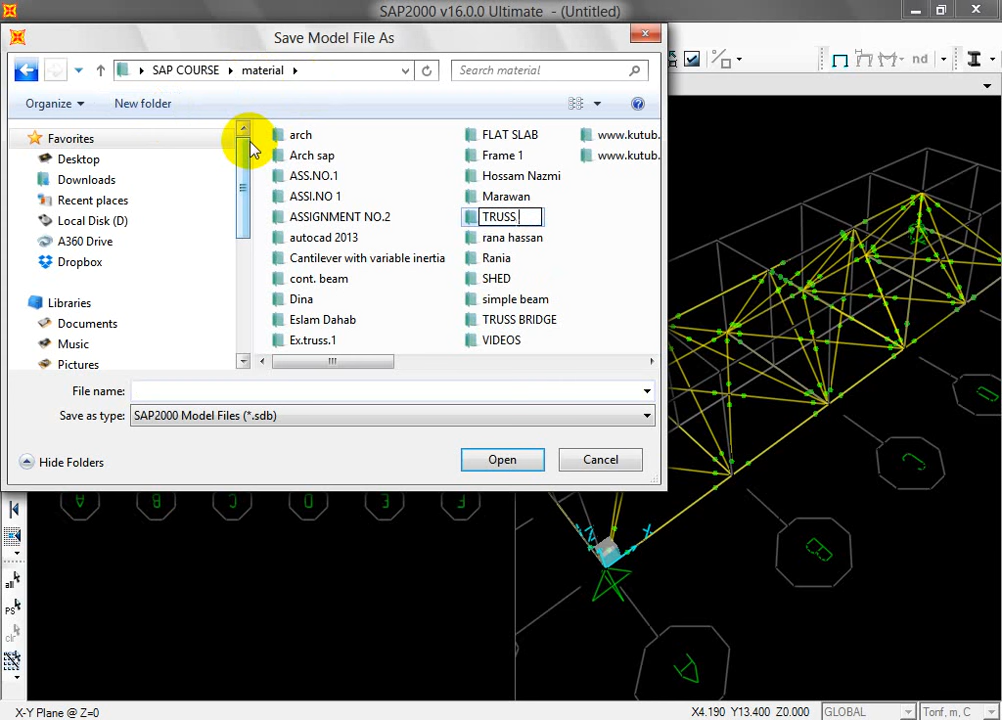 SAP2000 v16.0.0 Ultimate - (Untitled)
Save Model File As
SAP COURSE
material
Search material
Organize
New folder
Favorites
Desktop
Downloads
Recent places
Local Disk (D)
A360 Drive
Dropbox
Libraries
Documents
Music
Pictures
arch
Arch sap
ASS.NO.1
ASSI.NO 1
ASSIGNMENT NO.2
autocad 2013
Cantilever with variable inertia
cont. beam
Dina
Eslam Dahab
Ex.truss.1
FLAT SLAB
Frame 1
Hossam Nazmi
Marawan
TRUSS
rana hassan
Rania
SHED
simple beam
TRUSS BRIDGE
VIDEOS
www.kutub.
www.kutub.
File name:
Save as type:
SAP2000 Model Files (*.sdb)
Hide Folders
Open
Cancel
nd
all
PS
clr
A
B
C
D
E
F
X
A
B
C
D
X-Y Plane @ Z=0
X4.190 Y13.400 Z0.000
GLOBAL
Tonf, m, C